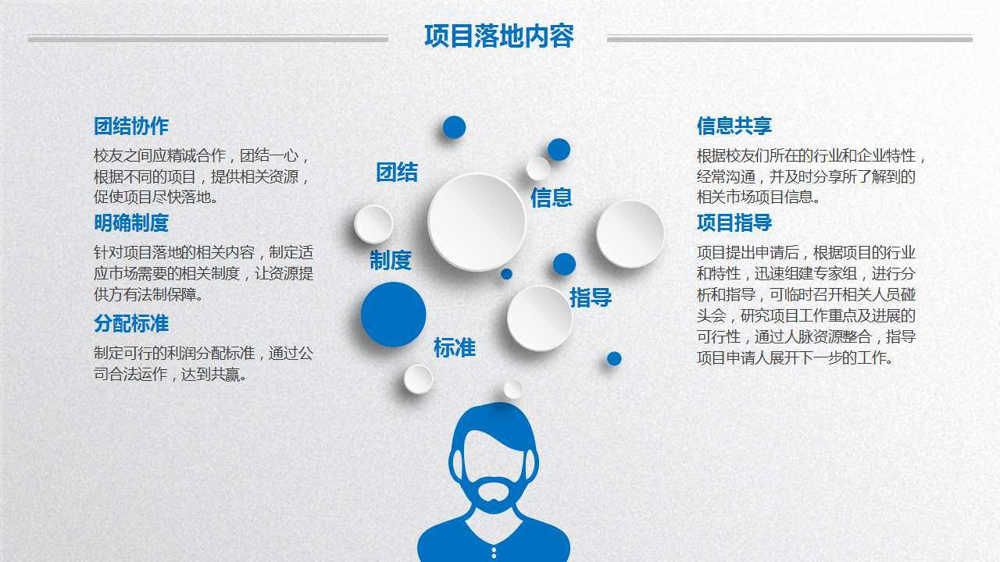 项目落地内容
团结协作
校友之间应精诚合作，团结一心，
根据不同的项目，提供相关资源，
促使项目尽快落地。
明确制度
针对项目落地的相关内容，制定适
应市场需要的相关制度，让资源提
供方有法制保障。
分配标准
制定可行的利润分配标准，通过公
司合法运作，达到共赢。
团结
信息
制度
指导
标准
信息共享
根据校友们所在的行业和企业特性，
经常沟通，并及时分享所了解到的
相关市场项目信息。
项目指导
项目提出申请后，根据项目的行业
和特性，迅速组建专家组，进行分
析和指导，可临时召开相关人员碰
头会，研究项目工作重点及进展的
可行性，通过人脉资源整合，指导
项目申请人展开下一步的工作。